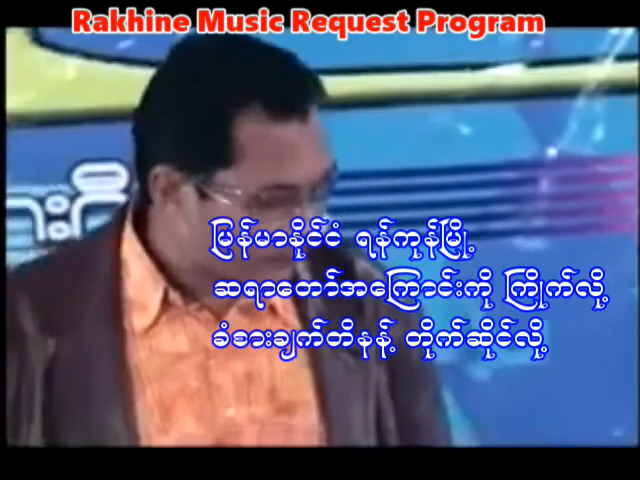 Rakhine Music Request Program
မြန်မာနိုင်ငံ ရန်ကုန်မြို့
ဆရာတော်အကြောင်းကို ကြိုက်လို့
ခံစားချက်တိနန့် တိုက်ဆိုင်လို့